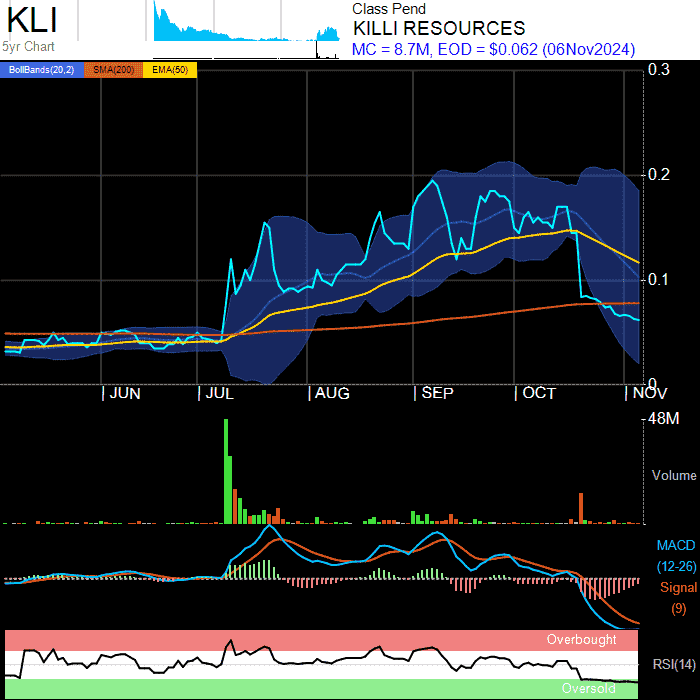 KLI
5yr Chart
Class Pend
KILLI RESOURCES
MC = 8.7M, EOD = $0.062 (06Nov2024)
BollBands(20,2) SMA(200) EMA(50)
0.3
0.2
0.1
0
JUN JUL AUG SEP OCT NOV
48M
Volume
MACD
(12-26)
Signal
(9)
Overbought
RSI(14)
Oversold